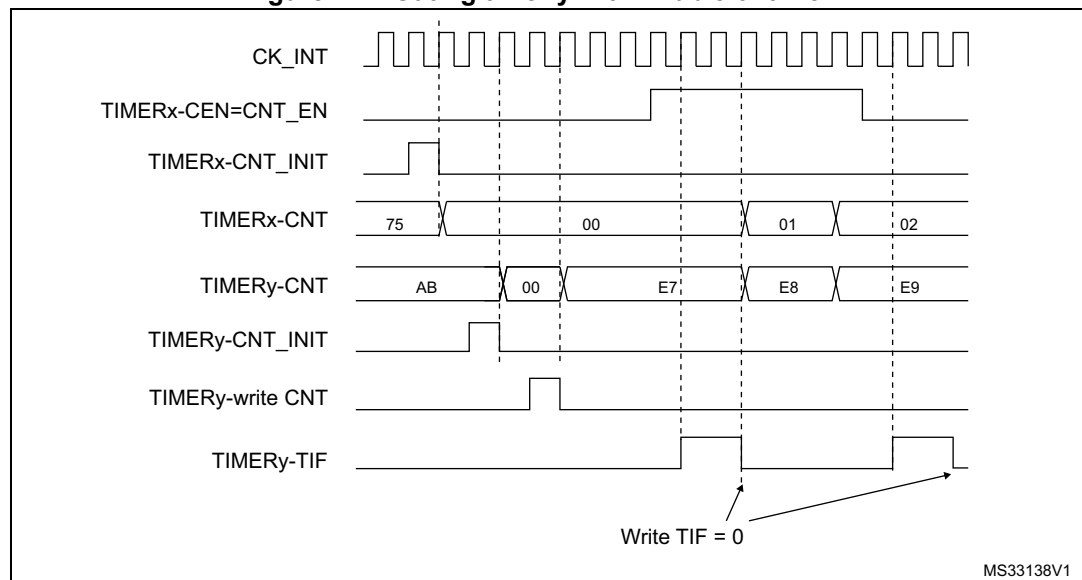 CK_INT
TIMERx-CEN=CNT_EN
TIMERx-CNT_INIT
TIMERx-CNT 75 00 01 02
TIMERy-CNT AB 00 E7 E8 E9
TIMERy-CNT_INIT
TIMERy-write CNT
TIMERy-TIF
Write TIF = 0
MS33138V1